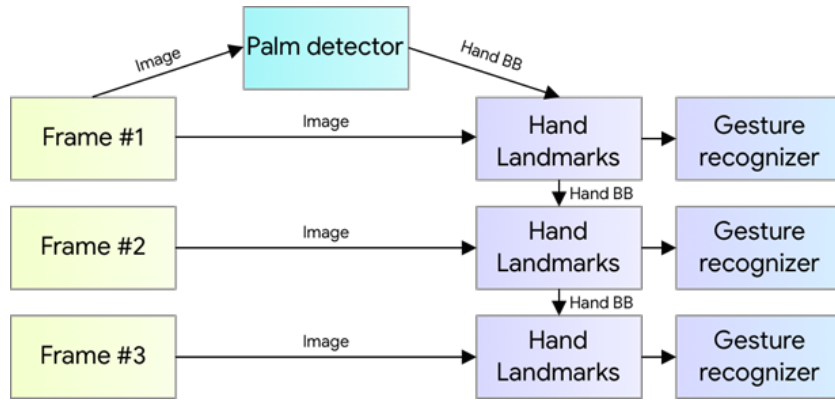 Palm detector
Image
Hand BB
Frame #1
Image
Hand
Landmarks
Gesture
recognizer
Hand BB
Frame #2
Image
Hand
Landmarks
Gesture
recognizer
Hand BB
Frame #3
Image
Hand
Landmarks
Gesture
recognizer